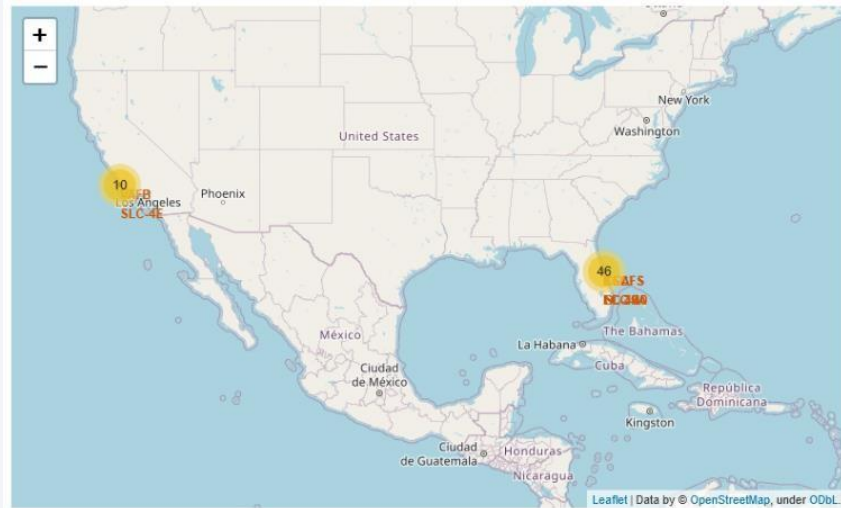 +
−
Ottawa
New York
Washington
United States
10
Phoenix
Los Angeles
SLC-4E
46
The Bahamas
La Habana
México
Cuba
Ciudad
de México
República
Dominicana
Kingston
Ciudad
de Guatemala
Honduras
Nicaragua
Leaflet | Data by © OpenStreetMap, under ODbL.